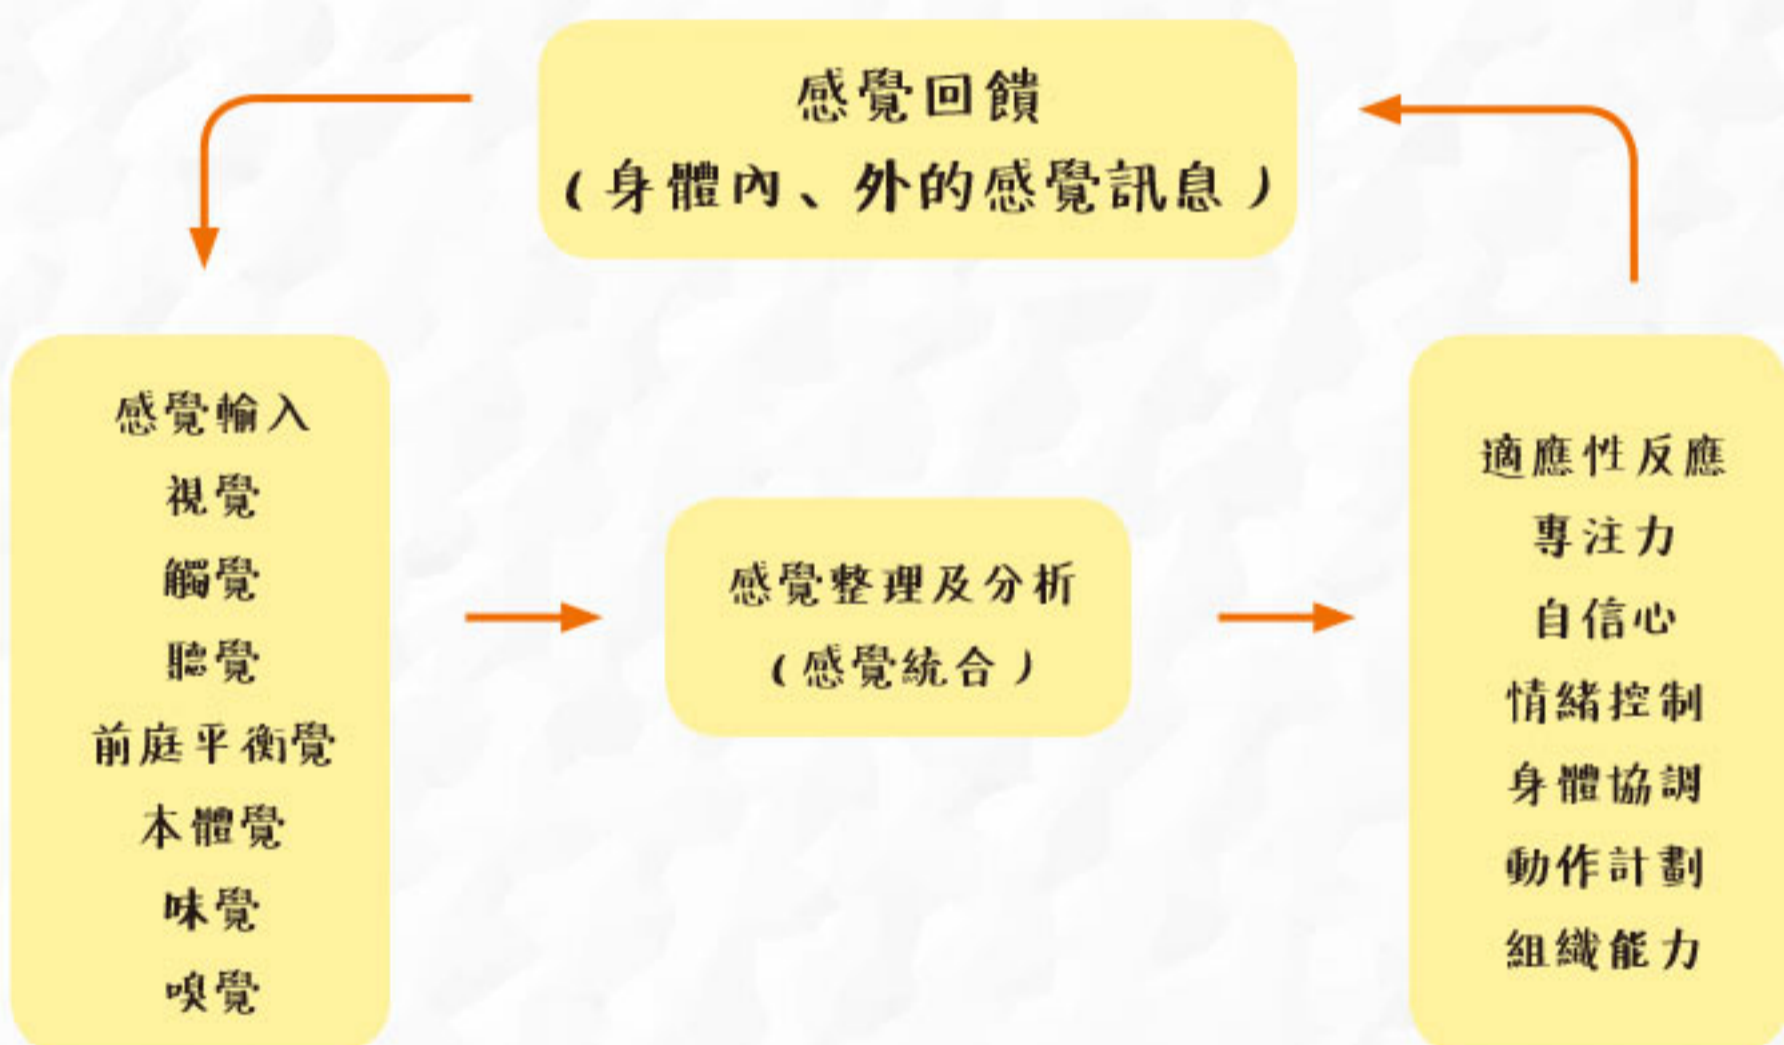 感覺回饋
（身體內、外的感覺訊息）
感覺輸入
視覺
觸覺
聽覺
前庭平衡覺
本體覺
味覺
嗅覺
感覺整理及分析
（感覺統合）
適應性反應
專注力
自信心
情緒控制
身體協調
動作計劃
組織能力